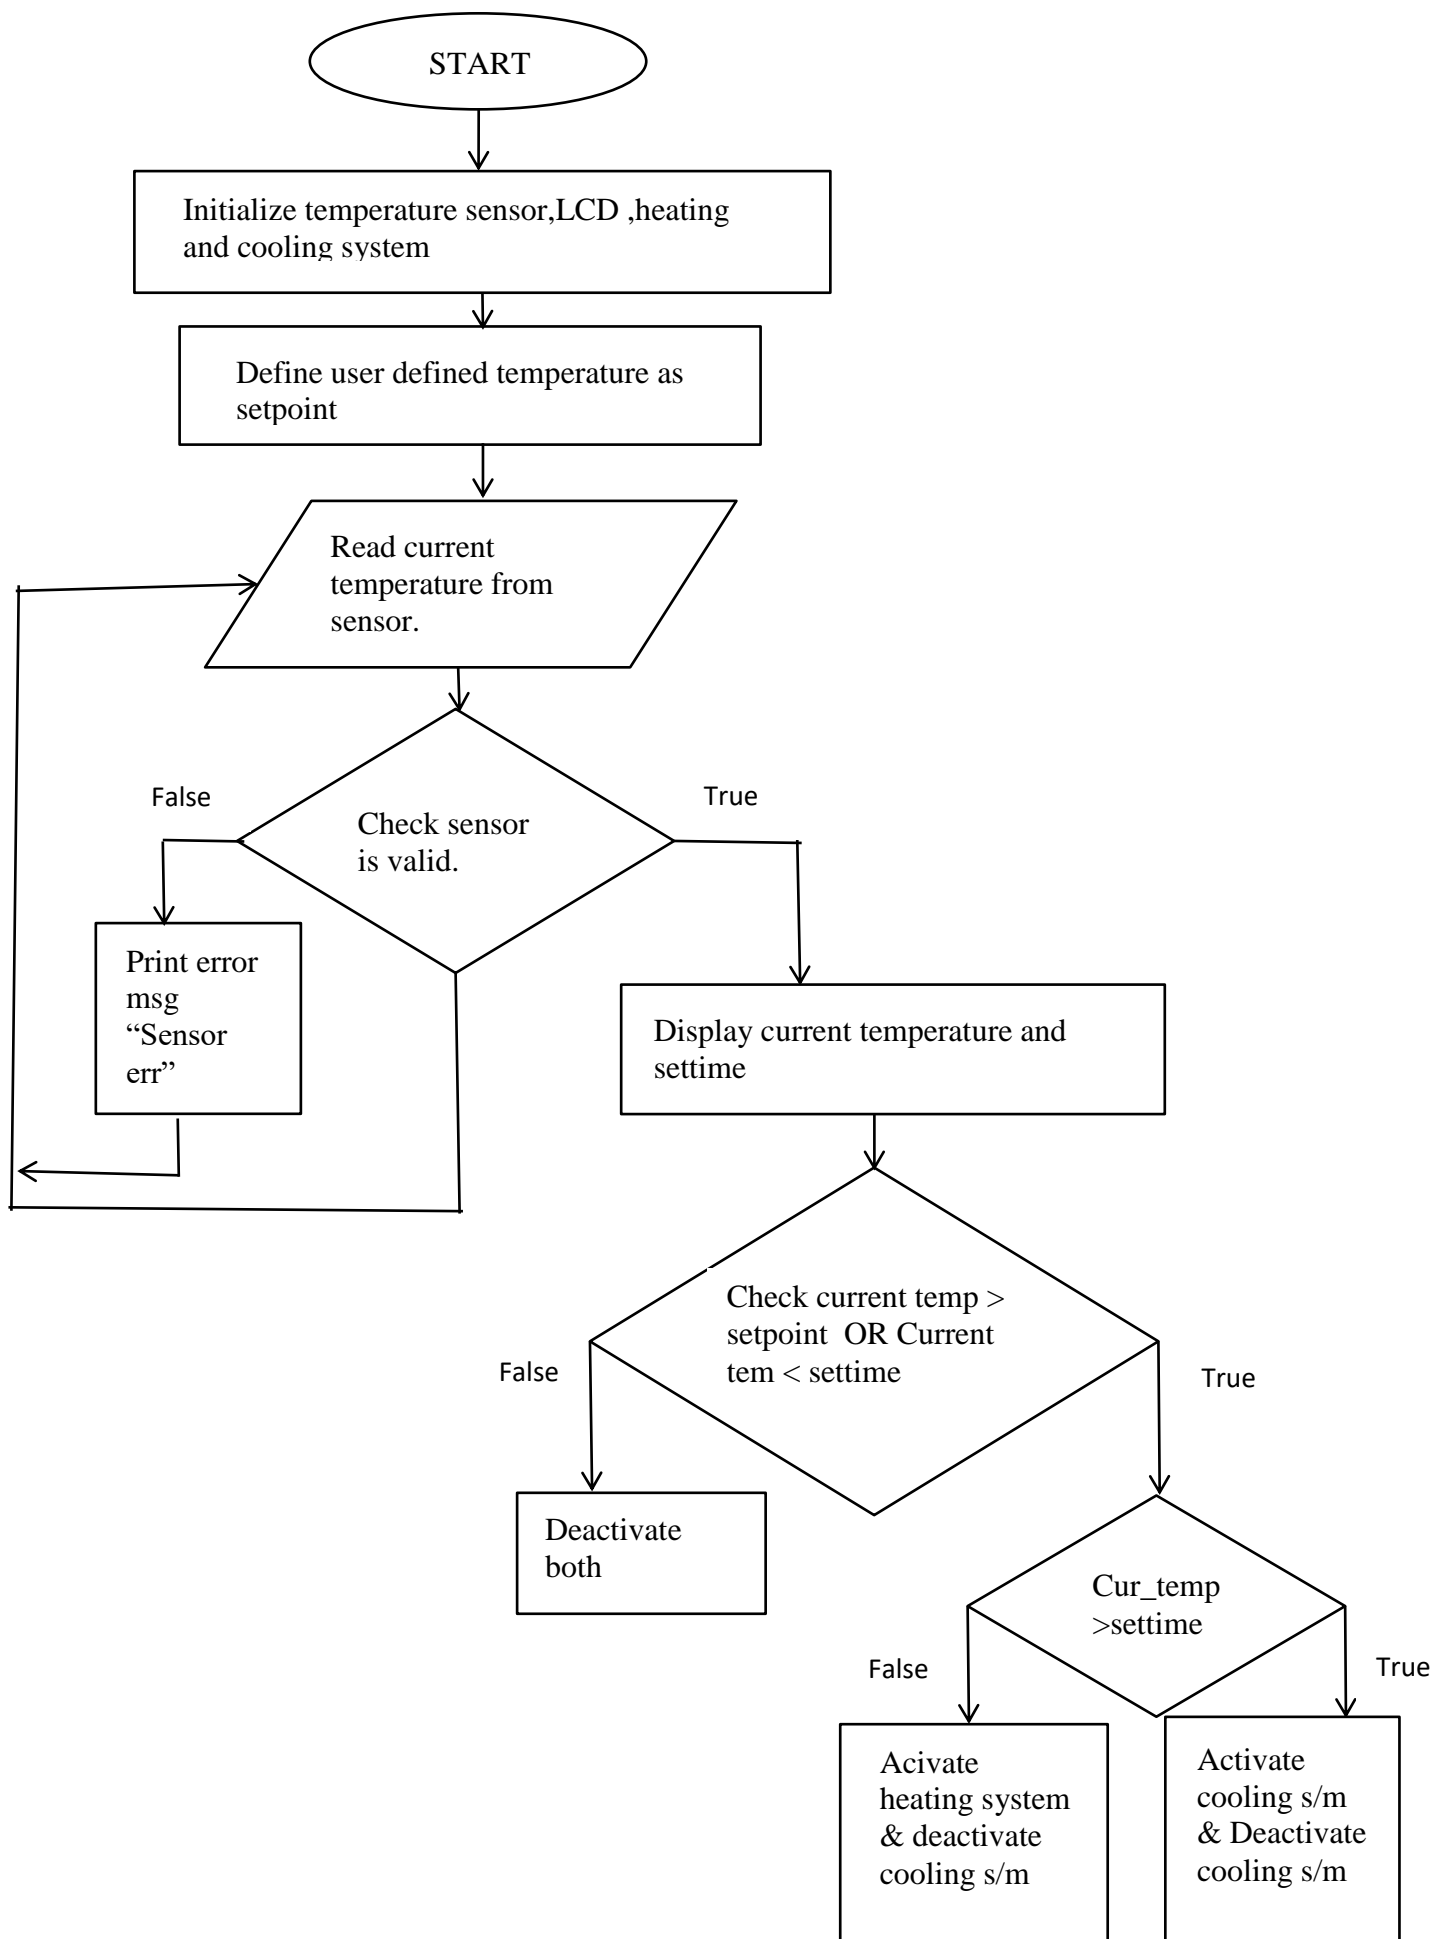 START
Initialize temperature sensor,LCD ,heating
and cooling system
Define user defined temperature as
setpoint
Read current
temperature from
sensor.
False
True
Check sensor
is valid.
Print error
msg
“Sensor
err”
Display current temperature and
settime
Check current temp >
setpoint  OR Current
tem < settime
False
True
Deactivate
both
Cur_temp
>settime
False
True
Acivate
heating system
& deactivate
cooling s/m
Activate
cooling s/m
& Deactivate
cooling s/m